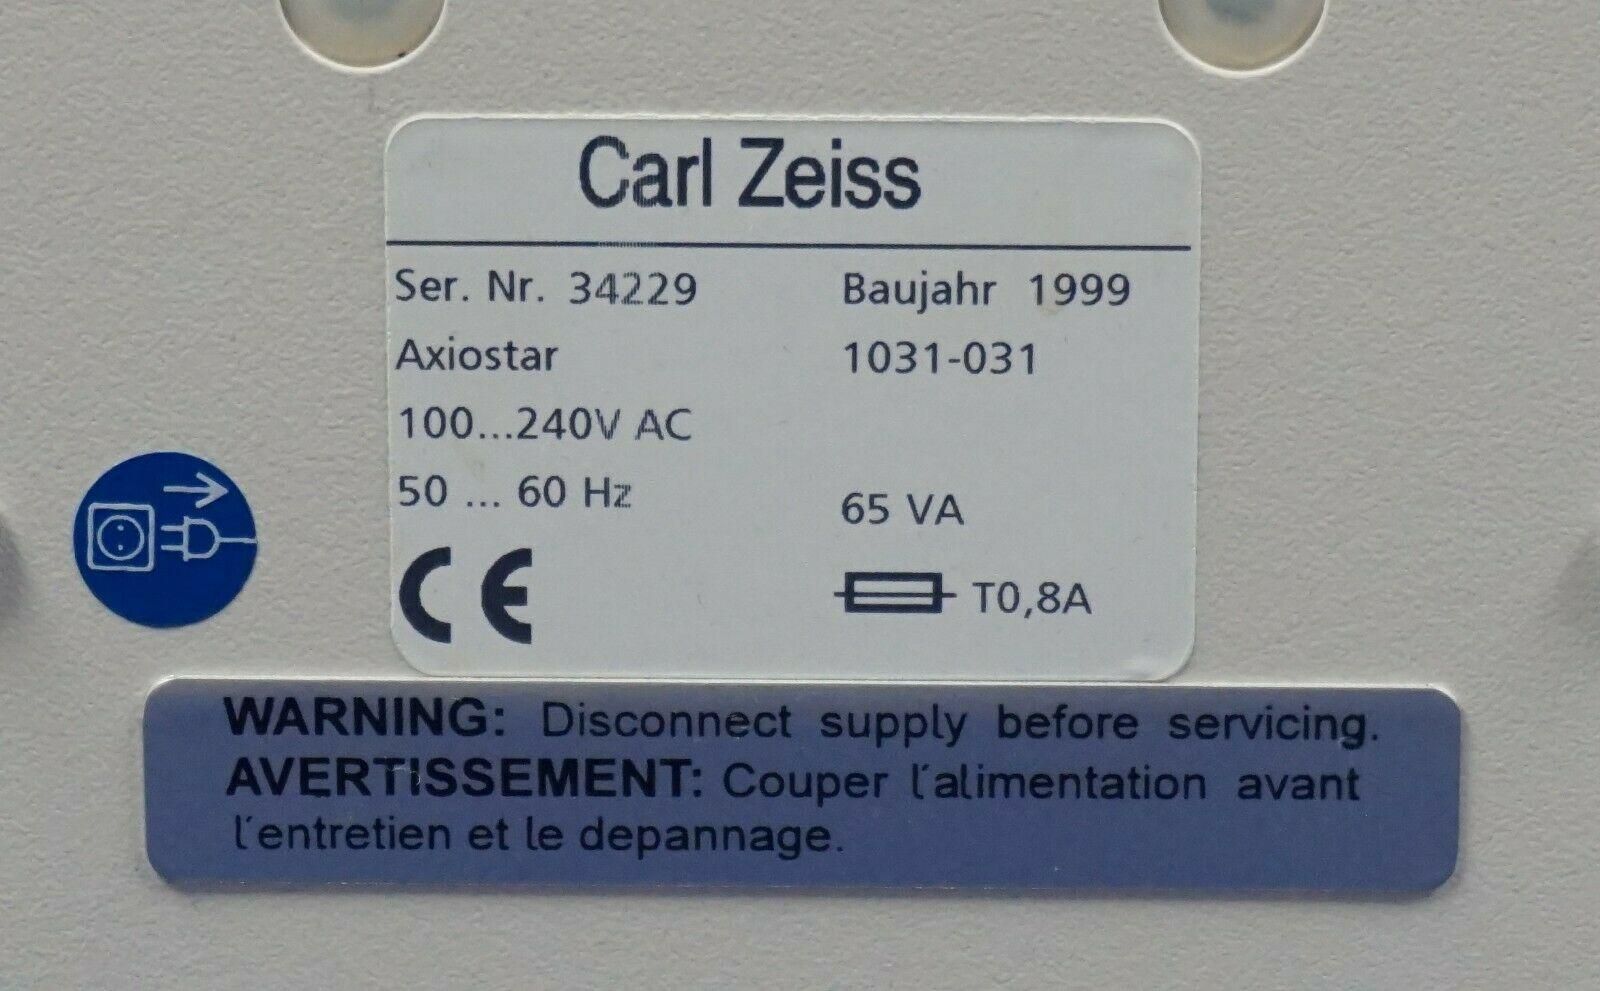 Carl Zeiss
Ser. Nr. 34229 Baujahr 1999
Axiostar 1031-031
100...240V AC
50 ... 60 Hz 65 VA
CE T0,8A
WARNING: Disconnect supply before servicing.
AVERTISSEMENT: Couper l'alimentation avant
l'entretien et le depannage.